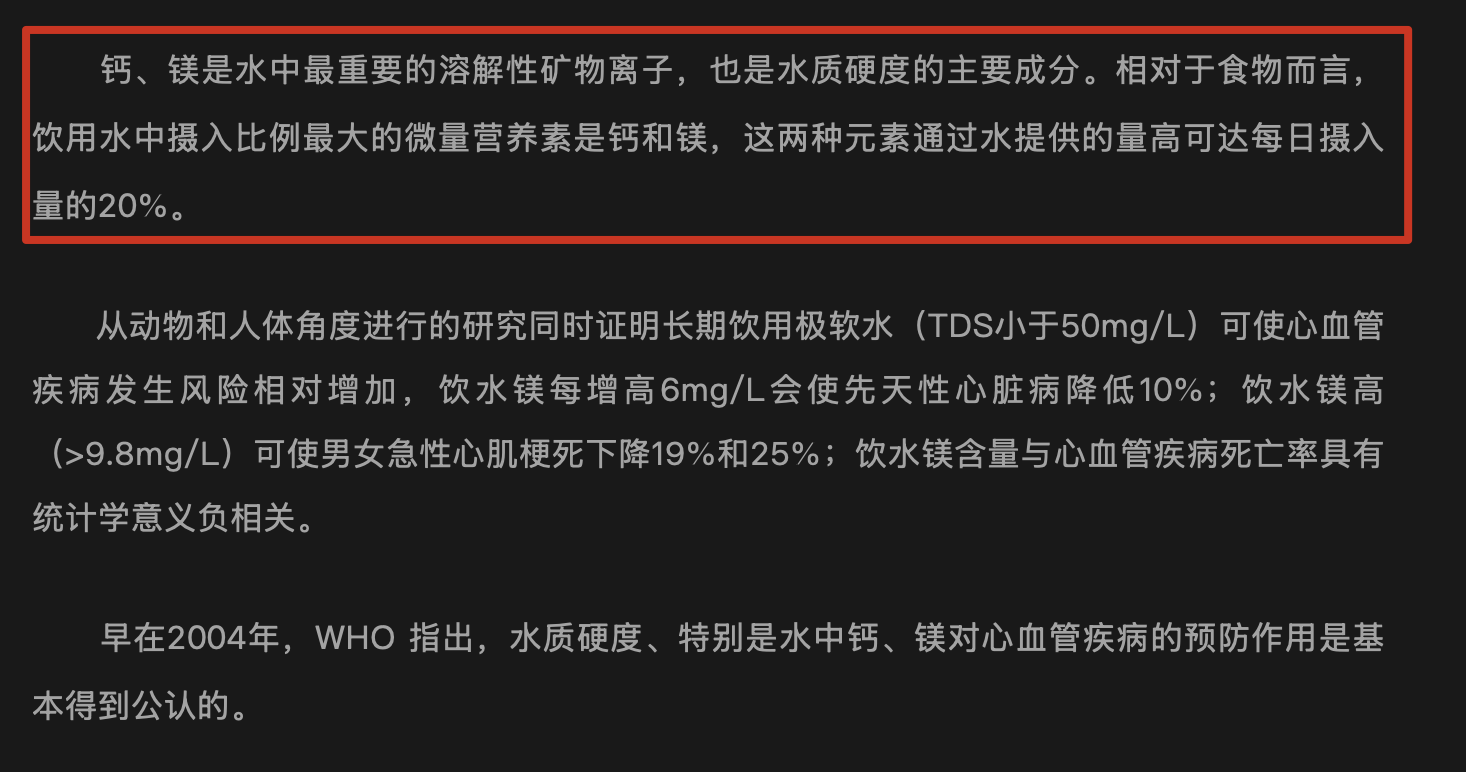 钙、镁是水中最重要的溶解性矿物离子，也是水质硬度的主要成分。相对于食物而言，
饮用水中摄入比例最大的微量营养素是钙和镁，这两种元素通过水提供的量高可达每日摄入
量的20%。
从动物和人体角度进行的研究同时证明长期饮用极软水（TDS小于50mg/L）可使心血管
疾病发生风险相对增加，饮水镁每增高6mg/L会使先天性心脏病降低10%；饮水镁高
（>9.8mg/L）可使男女急性心肌梗死下降19%和25%；饮水镁含量与心血管疾病死亡率具有
统计学意义负相关。
早在2004年，WHO 指出，水质硬度、特别是水中钙、镁对心血管疾病的预防作用是基
本得到公认的。